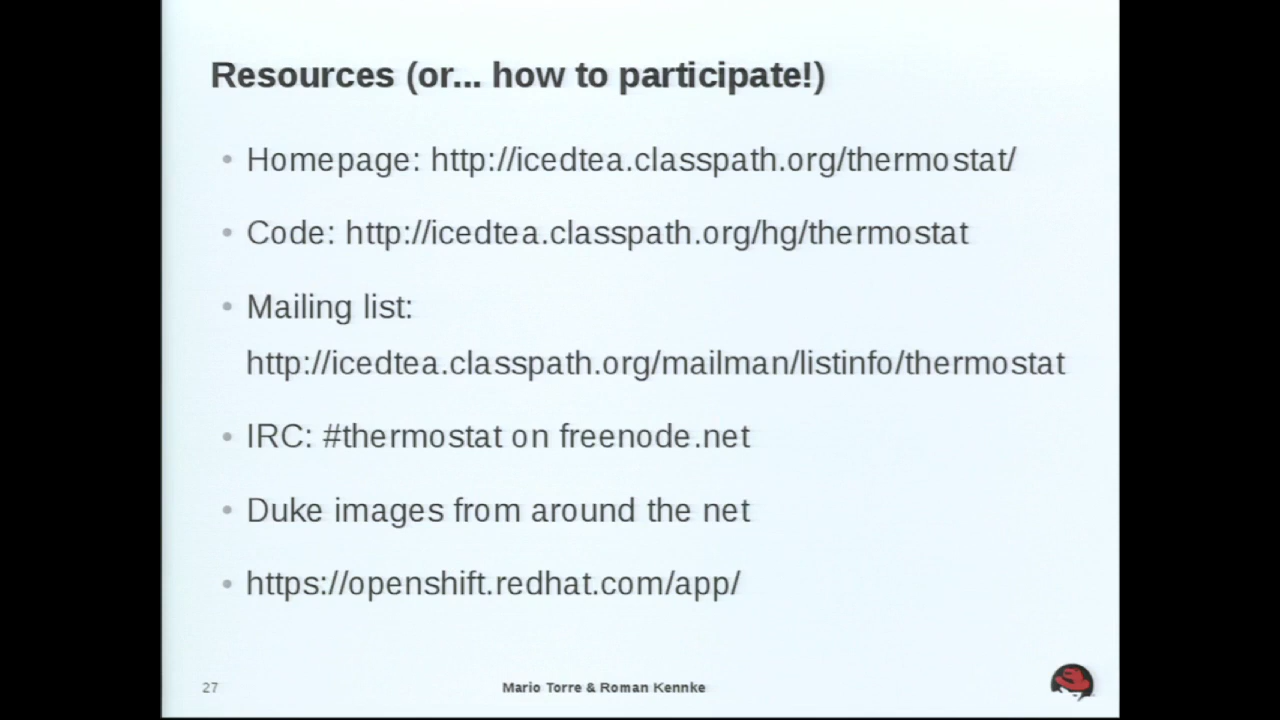 Resources (or... how to participate!)
• Homepage: http://icedtea.classpath.org/thermostat/
• Code: http://icedtea.classpath.org/hg/thermostat
• Mailing list:
http://icedtea.classpath.org/mailman/listinfo/thermostat
• IRC: #thermostat on freenode.net
• Duke images from around the net
• https://openshift.redhat.com/app/
27
Mario Torre & Roman Kennke